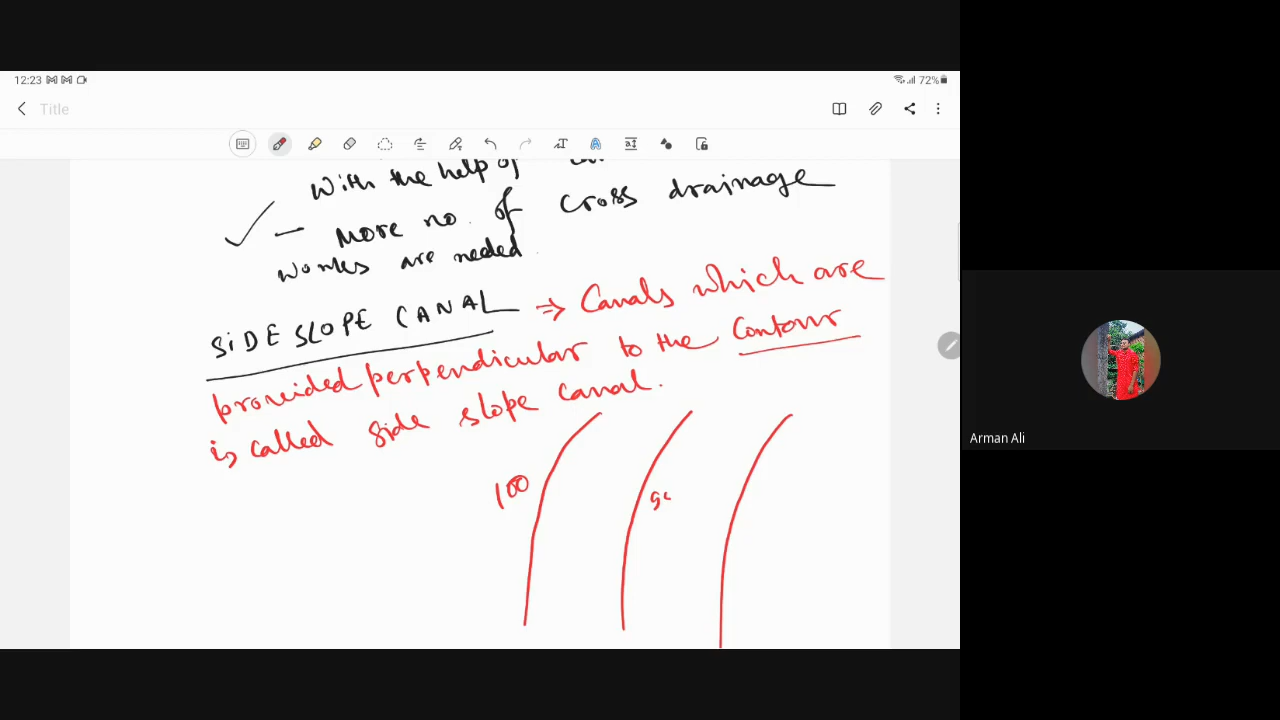 12:23 72%
Title
With the help of
- More no. of cross drainage
works are needed
SIDE SLOPE CANAL ⇒ Canals which are
provided perpendicular to the Contour
is called side slope canal.
100
Arman Ali